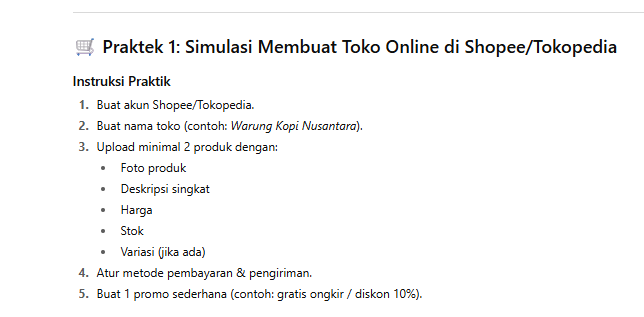 🛒 Praktek 1: Simulasi Membuat Toko Online di Shopee/Tokopedia
Instruksi Praktik
1. Buat akun Shopee/Tokopedia.
2. Buat nama toko (contoh: Warung Kopi Nusantara).
3. Upload minimal 2 produk dengan:
• Foto produk
• Deskripsi singkat
• Harga
• Stok
• Variasi (jika ada)
4. Atur metode pembayaran & pengiriman.
5. Buat 1 promo sederhana (contoh: gratis ongkir / diskon 10%).